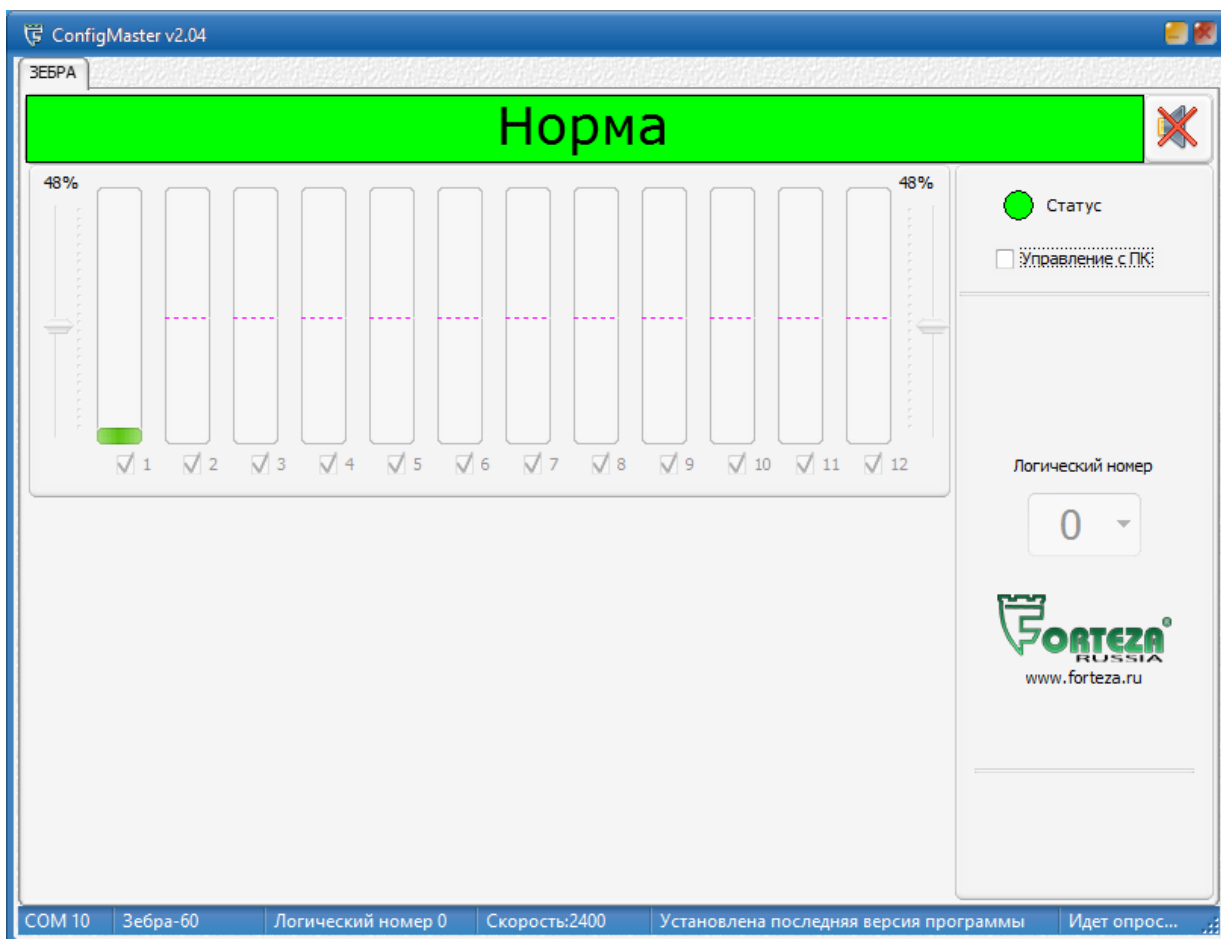 ConfigMaster v2.04
ЗЕБРА
Норма
48%
48%
1 2 3 4 5 6 7 8 9 10 11 12
Статус
Управление с ПК
Логический номер
0
FORTEZA®
RUSSIA
www.forteza.ru
COM 10 Зебра-60 Логический номер 0 Скорость:2400 Установлена последняя версия программы Идет опрос...